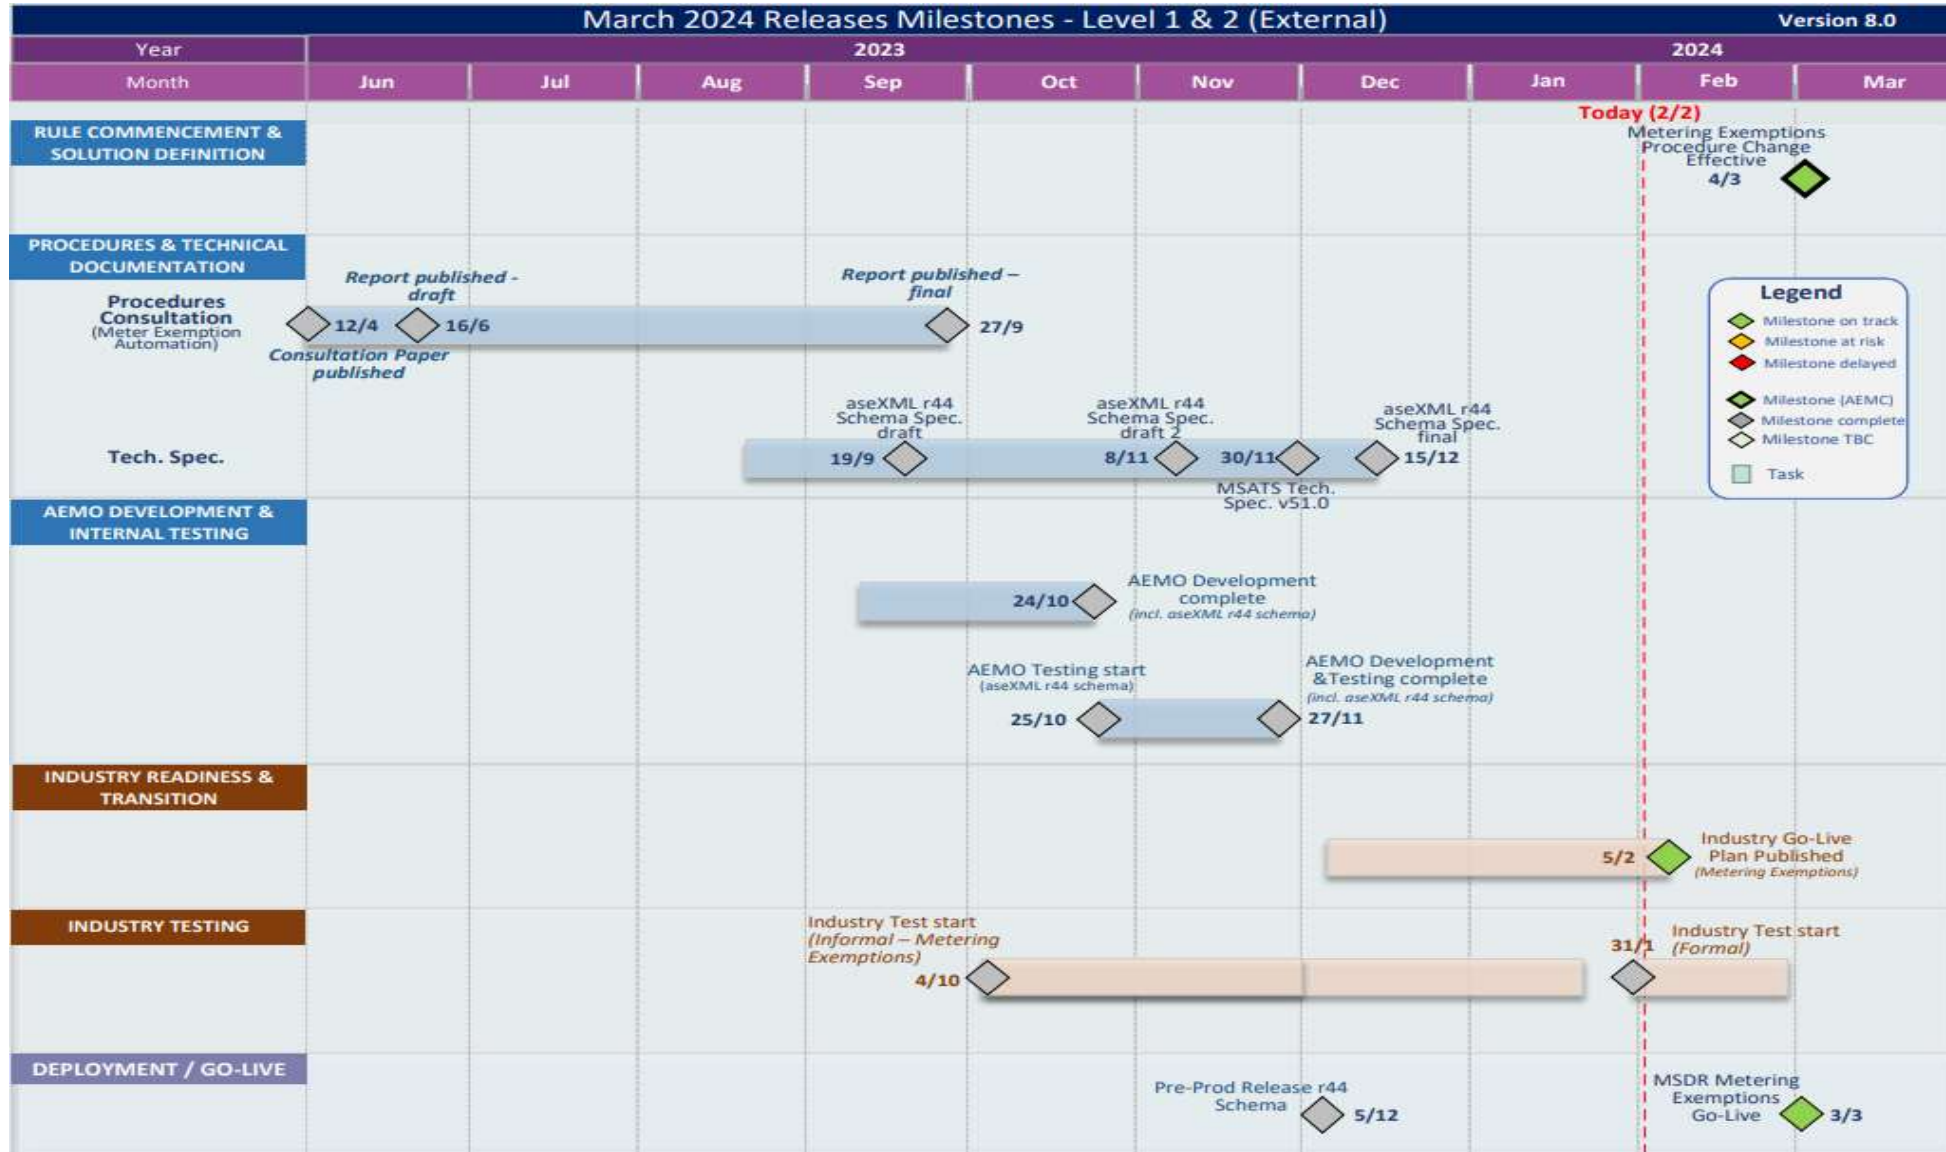 March 2024 Releases Milestones - Level 1 & 2 (External)
Version 8.0
Year
2023
2024
Month
Jun
Jul
Aug
Sep
Oct
Nov
Dec
Jan
Feb
Mar
Today (2/2)
RULE COMMENCEMENT &
SOLUTION DEFINITION
Metering Exemptions
Procedure Change
Effective
4/3
PROCEDURES & TECHNICAL
DOCUMENTATION
Procedures
Consultation
(Meter Exemption
Automation)
Report published -
draft
Report published –
final
12/4
16/6
27/9
Consultation Paper
published
Legend
Milestone on track
Milestone at risk
Milestone delayed
Milestone (AEMC)
Milestone complete
Milestone TBC
Task
Tech. Spec.
aseXML r44
Schema Spec.
draft
19/9
aseXML r44
Schema Spec.
draft 2
8/11
30/11
MSATS Tech.
Spec. v51.0
aseXML r44
Schema Spec.
final
15/12
AEMO DEVELOPMENT &
INTERNAL TESTING
24/10
AEMO Development
complete
(incl. aseXML r44 schema)
AEMO Testing start
(aseXML r44 schema)
25/10
AEMO Development
&Testing complete
(incl. aseXML r44 schema)
27/11
INDUSTRY READINESS &
TRANSITION
5/2
Industry Go-Live
Plan Published
(Metering Exemptions)
INDUSTRY TESTING
Industry Test start
(Informal – Metering
Exemptions)
4/10
31/1
Industry Test start
(Formal)
DEPLOYMENT / GO-LIVE
Pre-Prod Release r44
Schema
5/12
MSDR Metering
Exemptions
Go-Live
3/3